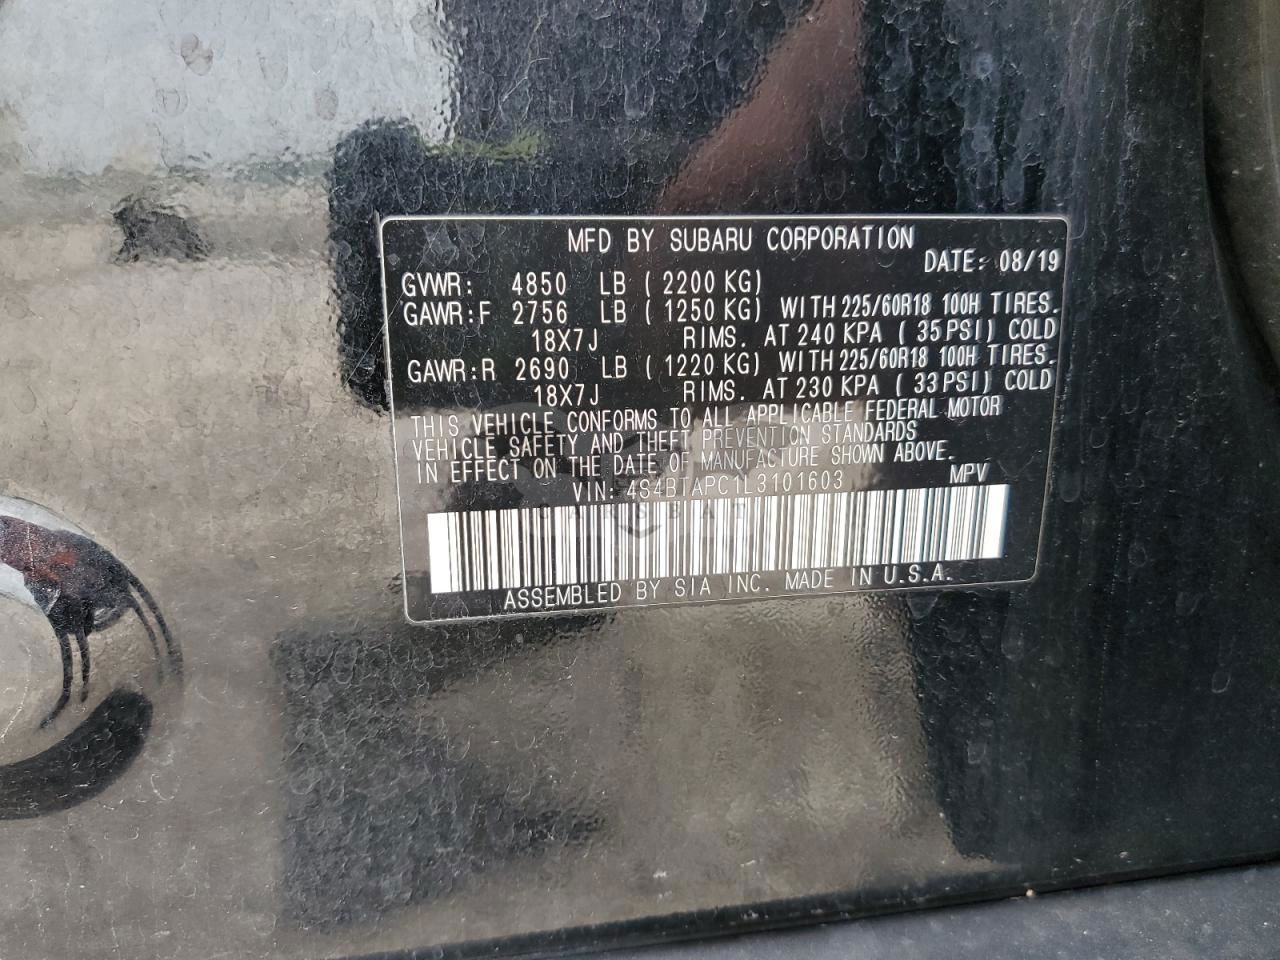 MFD BY SUBARU CORPORATION
DATE: 08/19
GVWR: 4850 LB ( 2200 KG)
GAWR:F 2756 LB ( 1250 KG) WITH 225/60R18 100H TIRES.
18X7J RIMS. AT 240 KPA ( 35 PSI) COLD
GAWR:R 2690 LB ( 1220 KG) WITH 225/60R18 100H TIRES.
18X7J RIMS. AT 230 KPA ( 33 PSI) COLD
THIS VEHICLE CONFORMS TO ALL APPLICABLE FEDERAL MOTOR
VEHICLE SAFETY AND THEFT PREVENTION STANDARDS
IN EFFECT ON THE DATE OF MANUFACTURE SHOWN ABOVE.
VIN: 4S4BTAPC1L3101603 MPV
CARSBAT
ASSEMBLED BY SIA INC. MADE IN U.S.A.